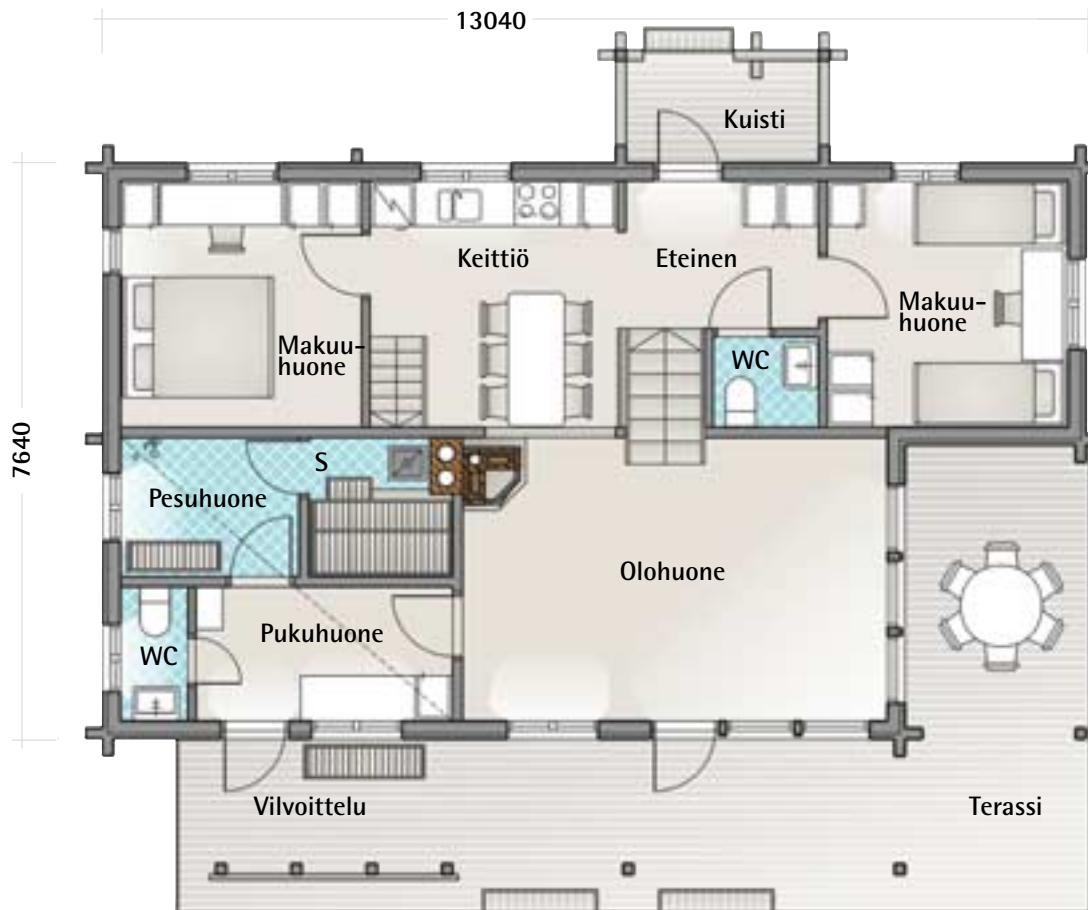 13040
Kuisti
Keittiö
Eteinen
Makuu-
huone
Makuu-
huone
WC
7640
S
Pesuhuone
Olohuone
Pukuhuone
WC
Vilvoittelu
Terassi